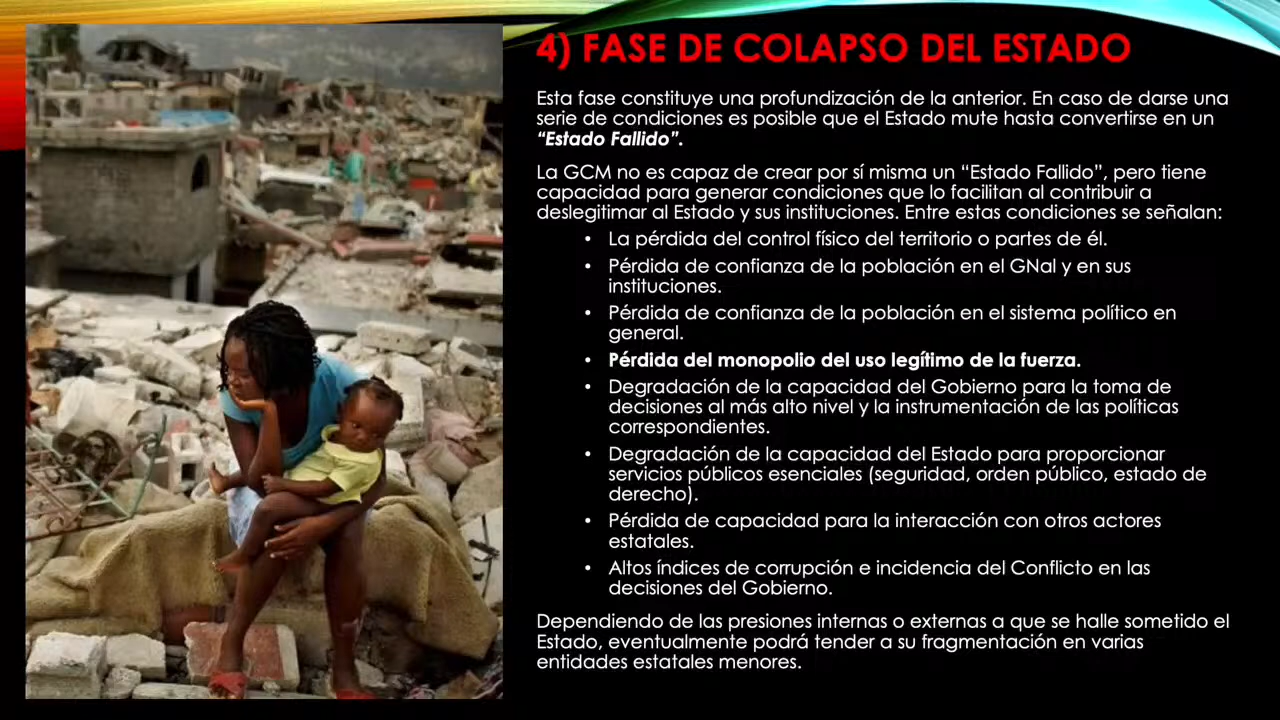 4) FASE DE COLAPSO DEL ESTADO
Esta fase constituye una profundización de la anterior. En caso de darse una
serie de condiciones es posible que el Estado mute hasta convertirse en un
“Estado Fallido”.
La GCM no es capaz de crear por sí misma un “Estado Fallido”, pero tiene
capacidad para generar condiciones que lo facilitan al contribuir a
deslegitimar al Estado y sus instituciones. Entre estas condiciones se señalan:
• La pérdida del control físico del territorio o partes de él.
• Pérdida de confianza de la población en el GNal y en sus
instituciones.
• Pérdida de confianza de la población en el sistema político en
general.
• Pérdida del monopolio del uso legítimo de la fuerza.
• Degradación de la capacidad del Gobierno para la toma de
decisiones al más alto nivel y la instrumentación de las políticas
correspondientes.
• Degradación de la capacidad del Estado para proporcionar
servicios públicos esenciales (seguridad, orden público, estado de
derecho).
• Pérdida de capacidad para la interacción con otros actores
estatales.
• Altos índices de corrupción e incidencia del Conflicto en las
decisiones del Gobierno.
Dependiendo de las presiones internas o externas a que se halle sometido el
Estado, eventualmente podrá tender a su fragmentación en varias
entidades estatales menores.